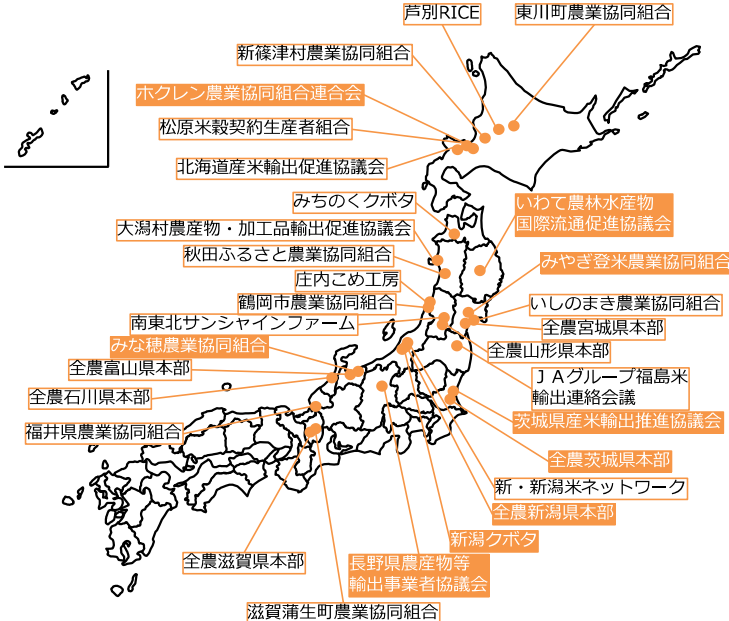 芦別RICE
東川町農業協同組合
新篠津村農業協同組合
ホクレン農業協同組合連合会
松原米穀契約生産者組合
北海道産米輸出促進協議会
みちのくクボタ
いわて農林水産物
国際流通促進協議会
大潟村農産物・加工品輸出促進協議会
秋田ふるさと農業協同組合
みやぎ登米農業協同組合
庄内こめ工房
鶴岡市農業協同組合
いしのまき農業協同組合
南東北サンシャインファーム
全農宮城県本部
みな穂農業協同組合
全農山形県本部
全農富山県本部
JAグループ福島米
輸出連絡会議
全農石川県本部
茨城県産米輸出推進協議会
福井県農業協同組合
全農茨城県本部
新・新潟米ネットワーク
全農新潟県本部
新潟クボタ
全農滋賀県本部
長野県農産物等
輸出事業者協議会
滋賀蒲生町農業協同組合